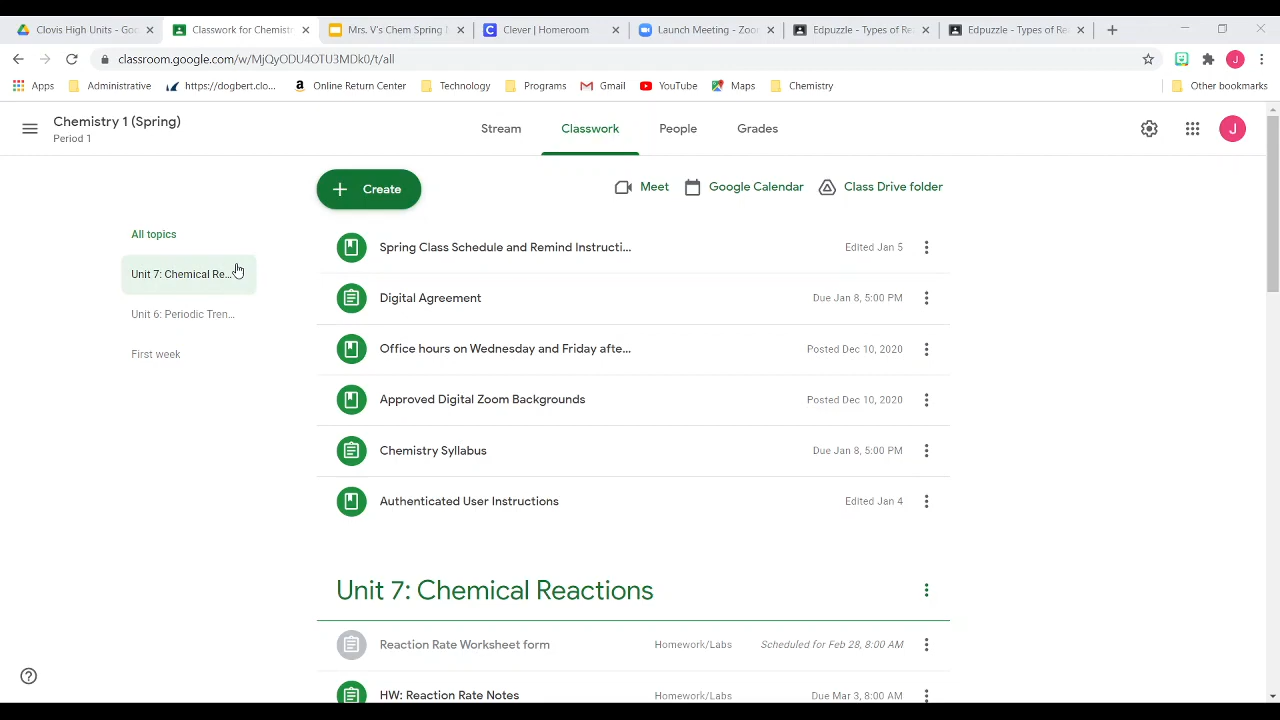 Clovis High Units - Goo
Classwork for Chemistr
Mrs. V's Chem Spring
Clever | Homeroom
Launch Meeting - Zoo
Edpuzzle - Types of Re
Edpuzzle - Types of Re
classroom.google.com/w/MjQyODU4OTU3MDk0/t/all
Apps
Administrative
https://dogbert.clo...
Online Return Center
Technology
Programs
Gmail
YouTube
Maps
Chemistry
Other bookmarks
Chemistry 1 (Spring)
Period 1
Stream
Classwork
People
Grades
J
J
Create
Meet
Google Calendar
Class Drive folder
All topics
Unit 7: Chemical Re...
Unit 6: Periodic Tren...
First week
Spring Class Schedule and Remind Instructi...
Edited Jan 5
Digital Agreement
Due Jan 8, 5:00 PM
Office hours on Wednesday and Friday afte...
Posted Dec 10, 2020
Approved Digital Zoom Backgrounds
Posted Dec 10, 2020
Chemistry Syllabus
Due Jan 8, 5:00 PM
Authenticated User Instructions
Edited Jan 4
Unit 7: Chemical Reactions
Reaction Rate Worksheet form
Homework/Labs
Scheduled for Feb 28, 8:00 AM
HW: Reaction Rate Notes
Homework/Labs
Due Mar 3, 8:00 AM